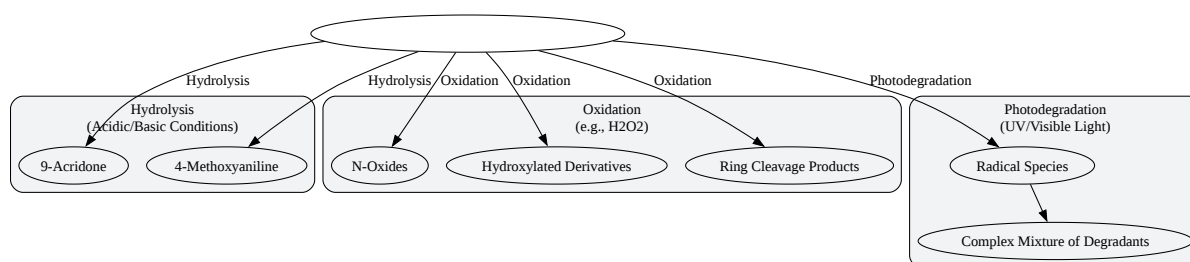 Hydrolysis
Hydrolysis
Oxidation
Oxidation
Oxidation
Photodegradation
Hydrolysis
(Acidic/Basic Conditions)
Oxidation
(e.g., H2O2)
Photodegradation
(UV/Visible Light)
9-Acridone
4-Methoxyaniline
N-Oxides
Hydroxylated Derivatives
Ring Cleavage Products
Radical Species
Complex Mixture of Degradants